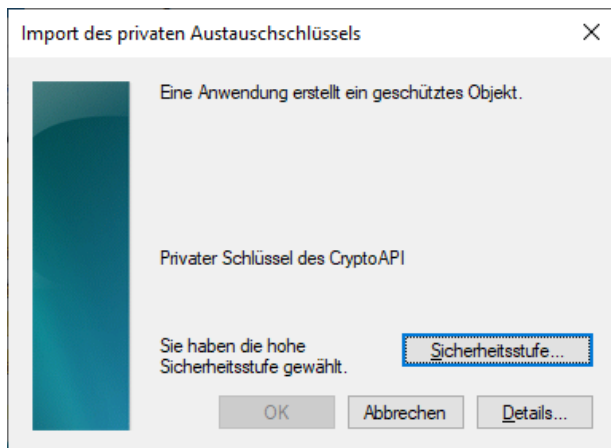 Import des privaten Austauschschlüssels
Eine Anwendung erstellt ein geschütztes Objekt.
Privater Schlüssel des CryptoAPI
Sie haben die hohe
Sicherheitsstufe gewählt.
Sicherheitsstufe...
OK
Abbrechen
Details...